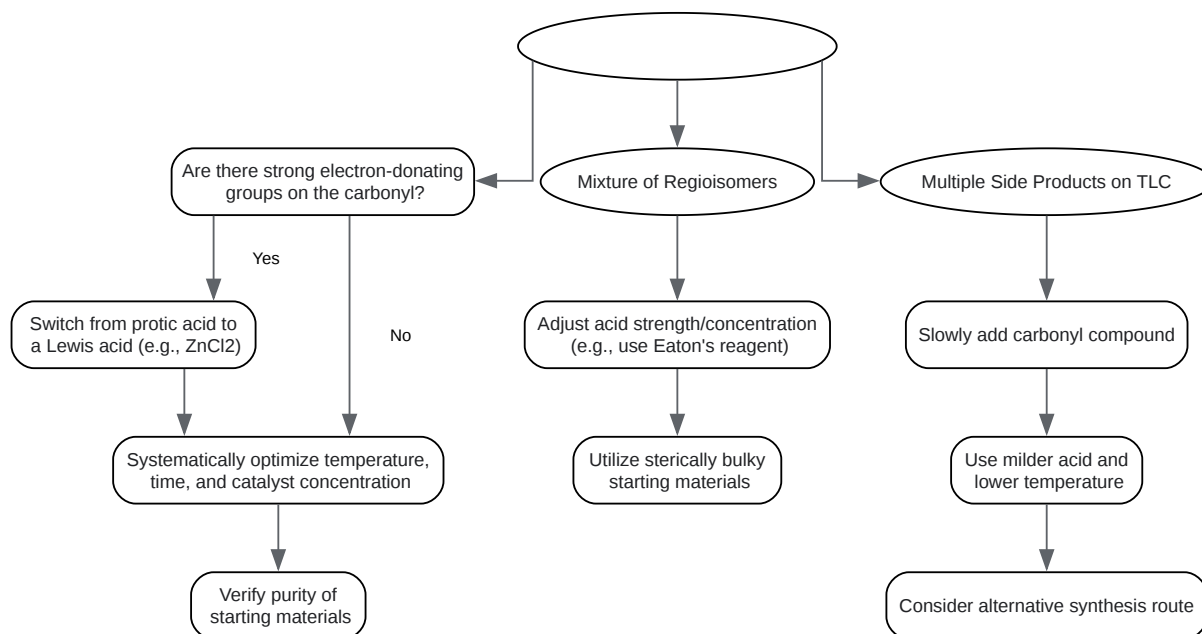 Are there strong electron-donating
groups on the carbonyl?
Mixture of Regioisomers
Multiple Side Products on TLC
Yes
No
Switch from protic acid to
a Lewis acid (e.g., ZnCl2)
Adjust acid strength/concentration
(e.g., use Eaton's reagent)
Slowly add carbonyl compound
Systematically optimize temperature,
time, and catalyst concentration
Utilize sterically bulky
starting materials
Use milder acid and
lower temperature
Verify purity of
starting materials
Consider alternative synthesis route